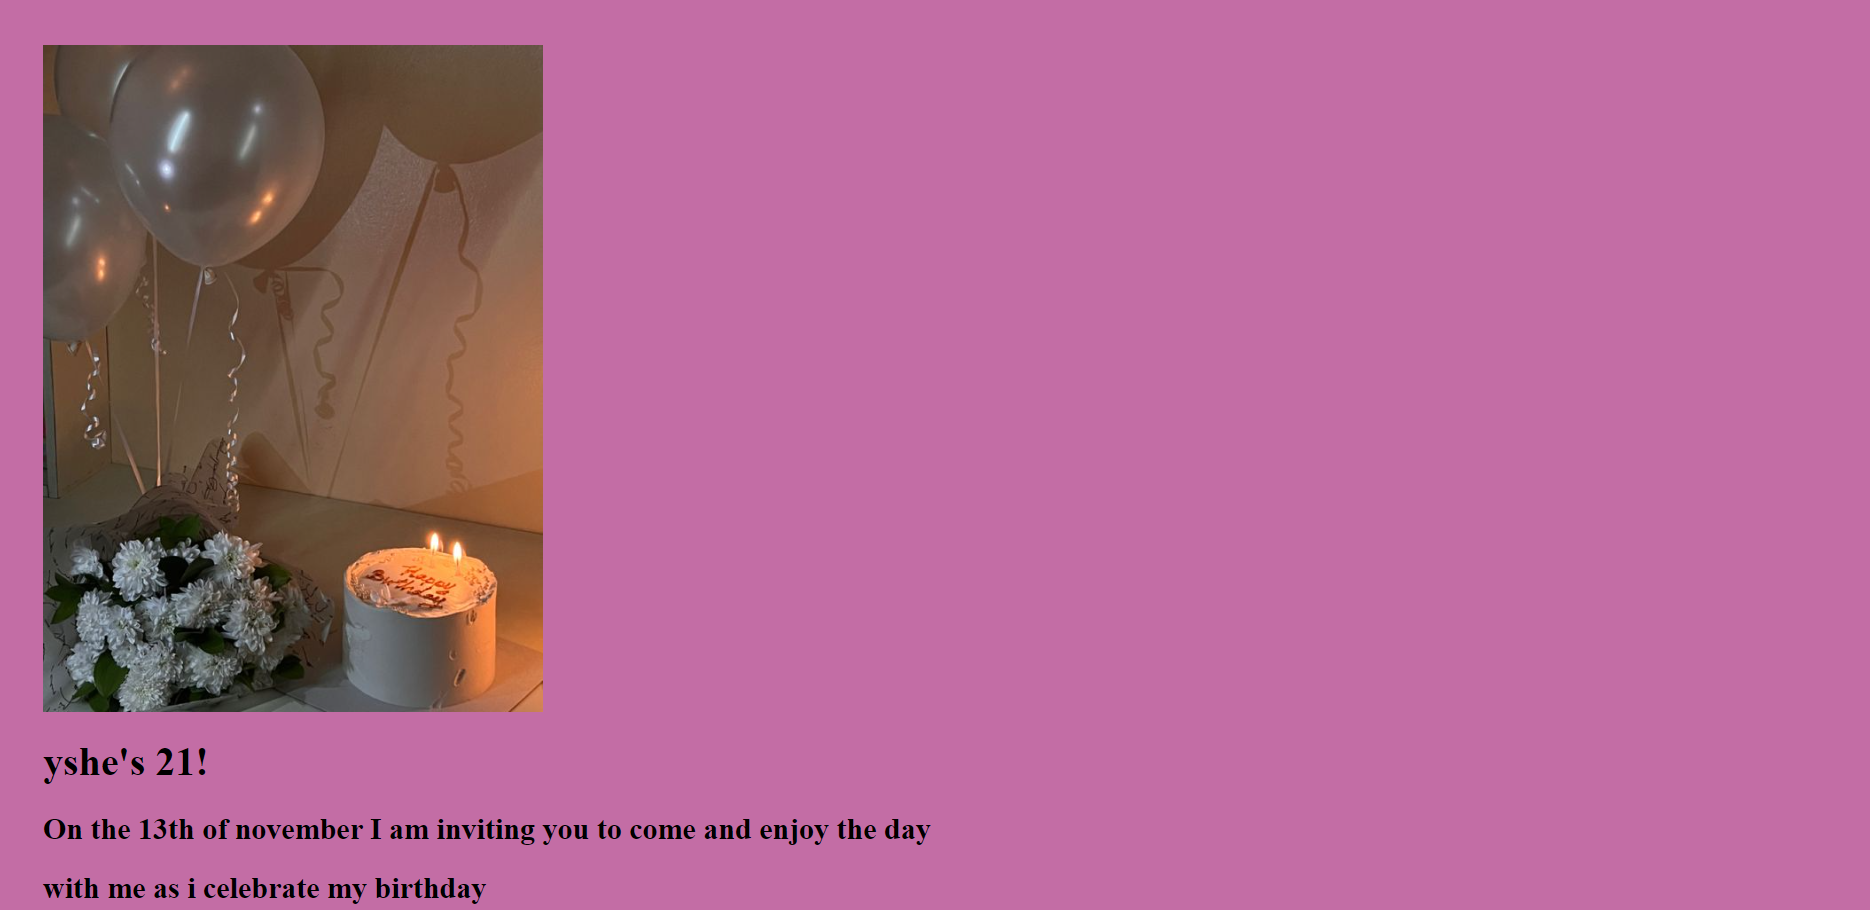 Happy
Birthday
yshe's 21!
On the 13th of november I am inviting you to come and enjoy the day
with me as i celebrate my birthday